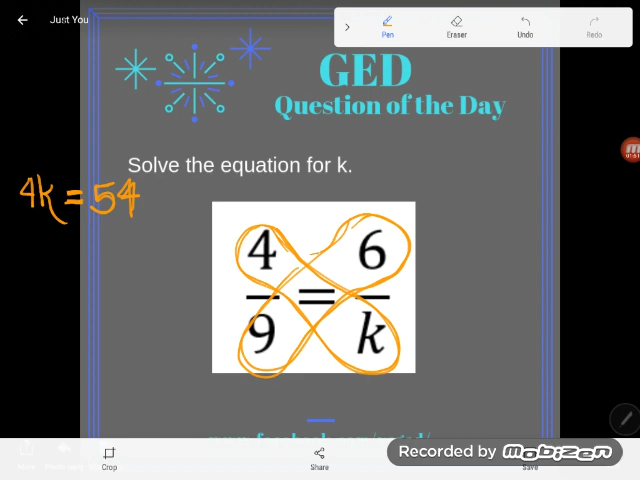 Just You
Pen
Eraser
Undo
Redo
GED
Question of the Day
Solve the equation for k.
4k = 54
4
9
=
6
k
Crop
Share
Save
Recorded by Mobizen